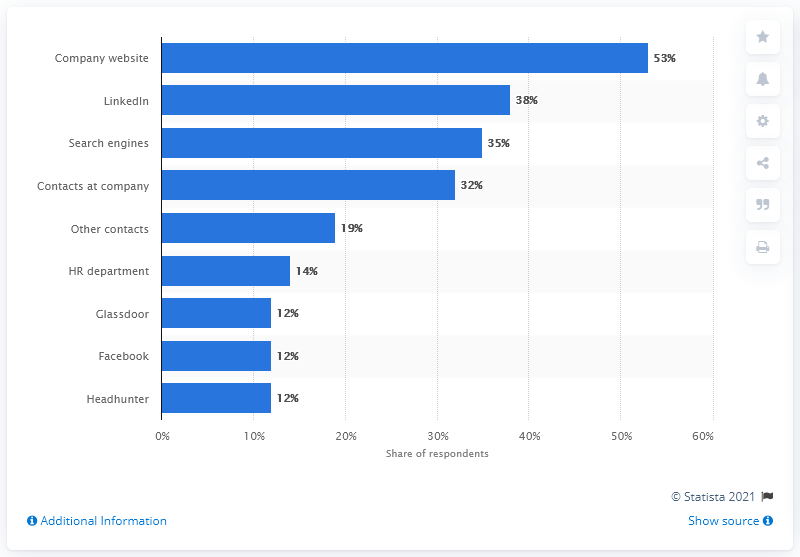 Company website 53%
LinkedIn 38%
Search engines 35%
Contacts at company 32%
Other contacts 19%
HR department 14%
Glassdoor 12%
Facebook 12%
Headhunter 12%
0% 10% 20% 30% 40% 50% 60%
Share of respondents
© Statista 2021
Additional Information Show source